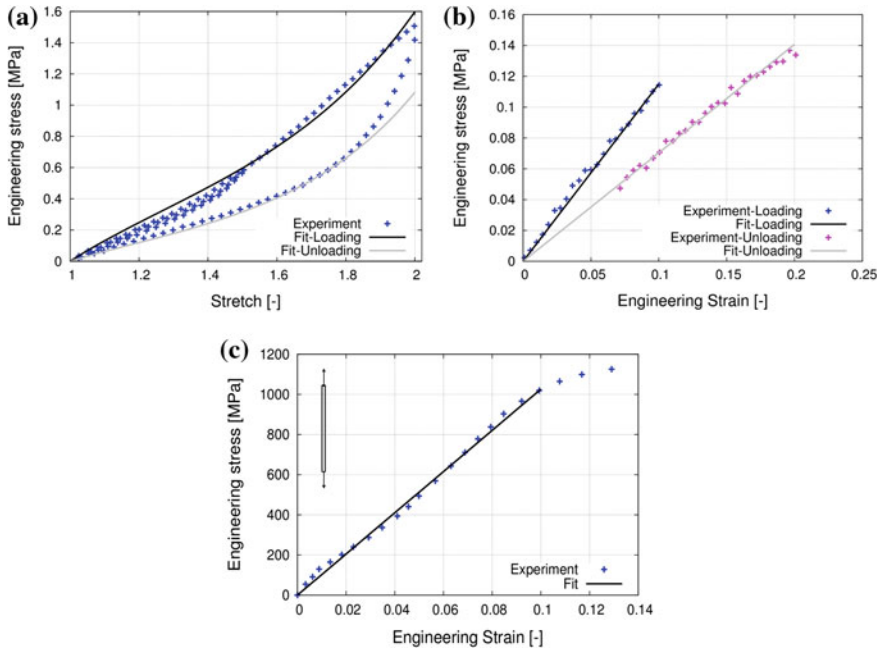 (a)
Engineering stress [MPa]
1.6
1.4
1.2
1
0.8
0.6
0.4
0.2
0
1
1.2
1.4
1.6
1.8
2
Stretch [-]
Experiment
Fit-Loading
Fit-Unloading
(b)
Engineering stress [MPa]
0.16
0.14
0.12
0.10
0.08
0.06
0.04
0.02
0
0
0.05
0.1
0.15
0.2
0.25
Engineering Strain [-]
Experiment-Loading
Fit-Loading
Experiment-Unloading
Fit-Unloading
(c)
Engineering stress [MPa]
1200
1000
800
600
400
200
0
0
0.02
0.04
0.06
0.08
0.1
0.12
0.14
Engineering Strain [-]
Experiment
Fit